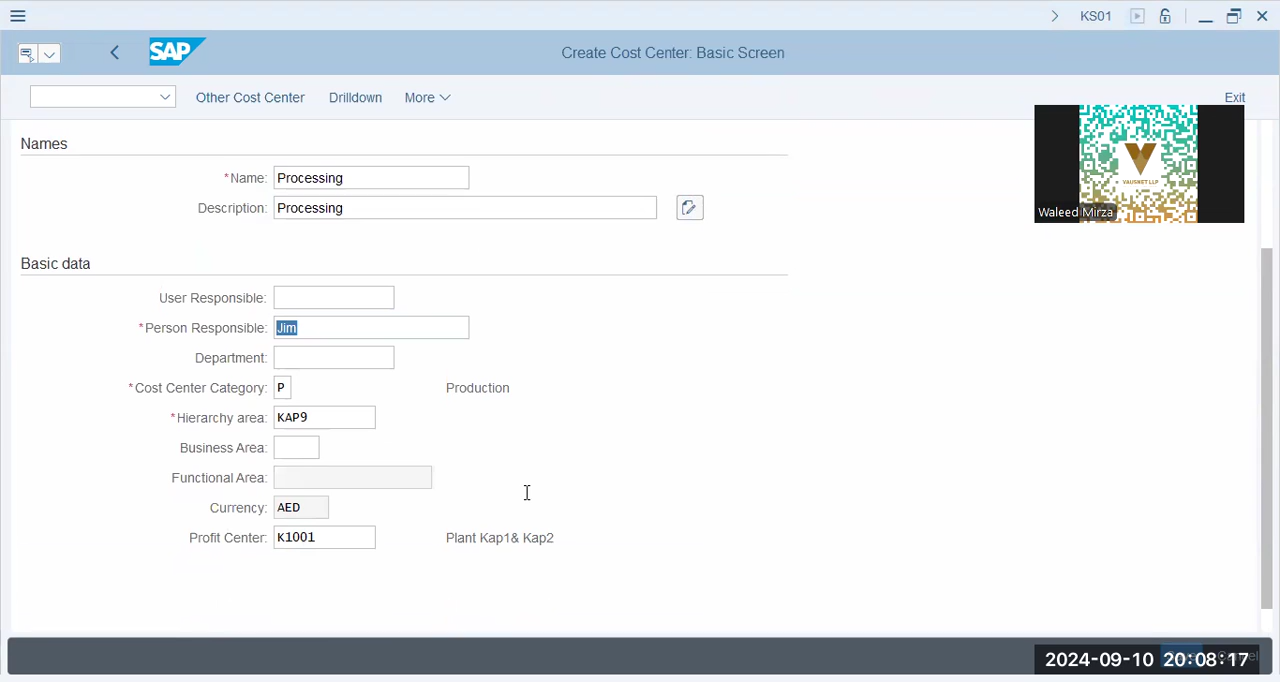 KS01
SAP
Create Cost Center: Basic Screen
Other Cost Center Drilldown More Exit
Names
*Name: Processing
Description: Processing
VAUSNET LLP
Waleed Mirza
Basic data
User Responsible:
*Person Responsible: Jim
Department:
*Cost Center Category: P Production
*Hierarchy area: KAP9
Business Area:
Functional Area:
Currency: AED
Profit Center: K1001 Plant Kap1& Kap2
2024-09-10 20:08:17